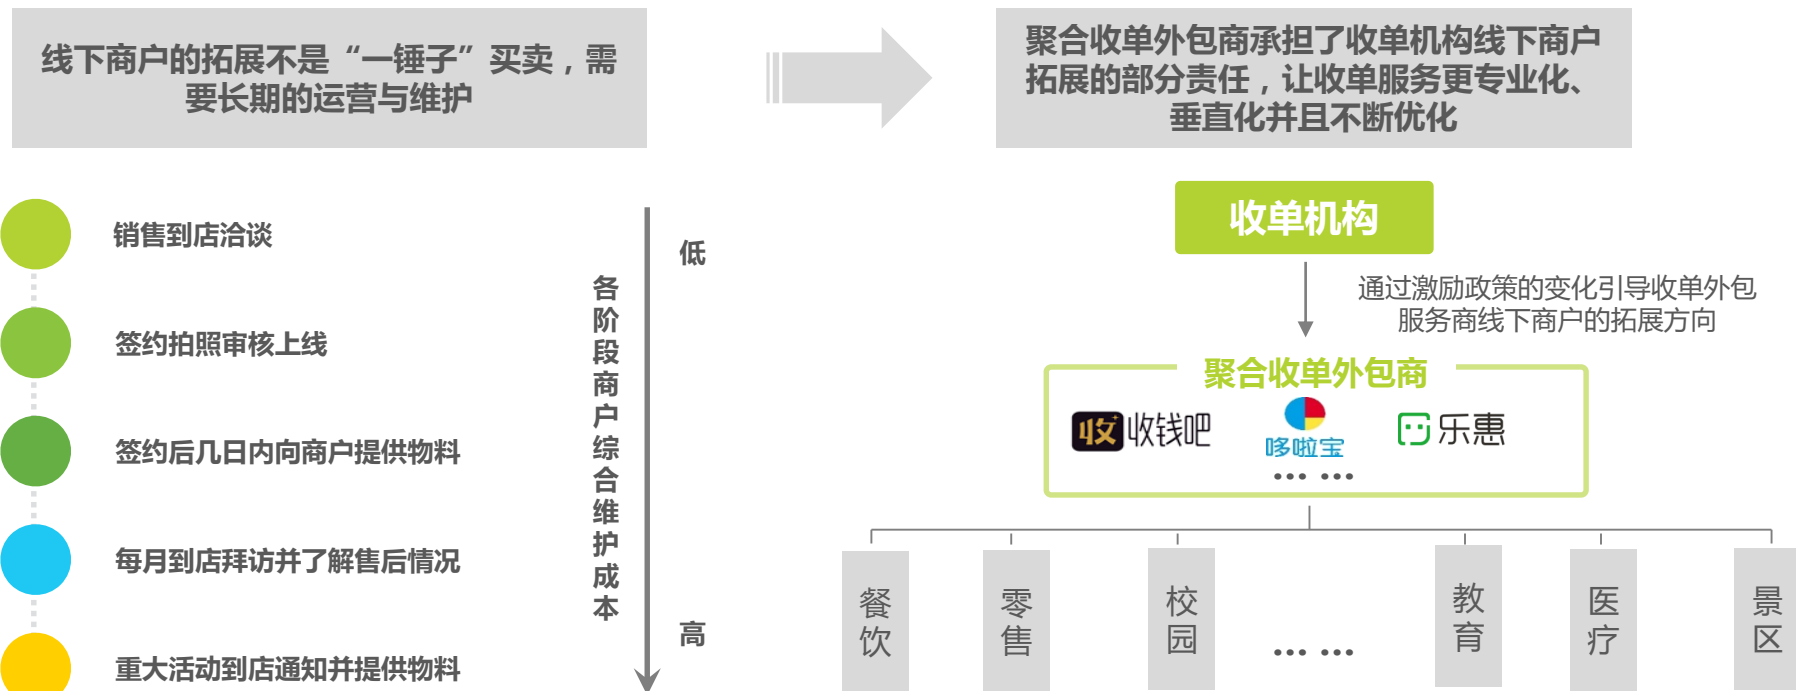 线下商户的拓展不是“一锤子”买卖，需
要长期的运营与维护
聚合收单外包商承担了收单机构线下商户
拓展的部分责任，让收单服务更专业化、
垂直化并且不断优化
销售到店洽谈
签约拍照审核上线
签约后几日内向商户提供物料
每月到店拜访并了解售后情况
重大活动到店通知并提供物料
各阶段商户综合维护成本
低
高
收单机构
通过激励政策的变化引导收单外包
服务商线下商户的拓展方向
聚合收单外包商
收 收钱吧
哆啦宝
乐惠
... ...
餐饮
零售
校园
... ...
教育
医疗
景区